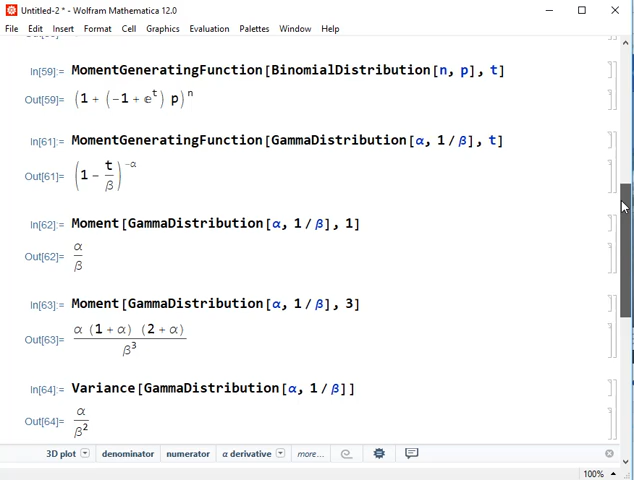 Untitled-2 * - Wolfram Mathematica 12.0
File Edit Insert Format Cell Graphics Evaluation Palettes Window Help
In[59]:= MomentGeneratingFunction[BinomialDistribution[n, p], t]
Out[59]= (1 + (-1 + ⅇ^t) p)^n
In[61]:= MomentGeneratingFunction[GammaDistribution[α, 1/β], t]
Out[61]= (1 - t/β)^-α
In[62]:= Moment[GammaDistribution[α, 1/β], 1]
Out[62]= α/β
In[63]:= Moment[GammaDistribution[α, 1/β], 3]
Out[63]= α (1 + α) (2 + α)/β^3
In[64]:= Variance[GammaDistribution[α, 1/β]]
Out[64]= α/β^2
3D plot denominator numerator α derivative more...
100%